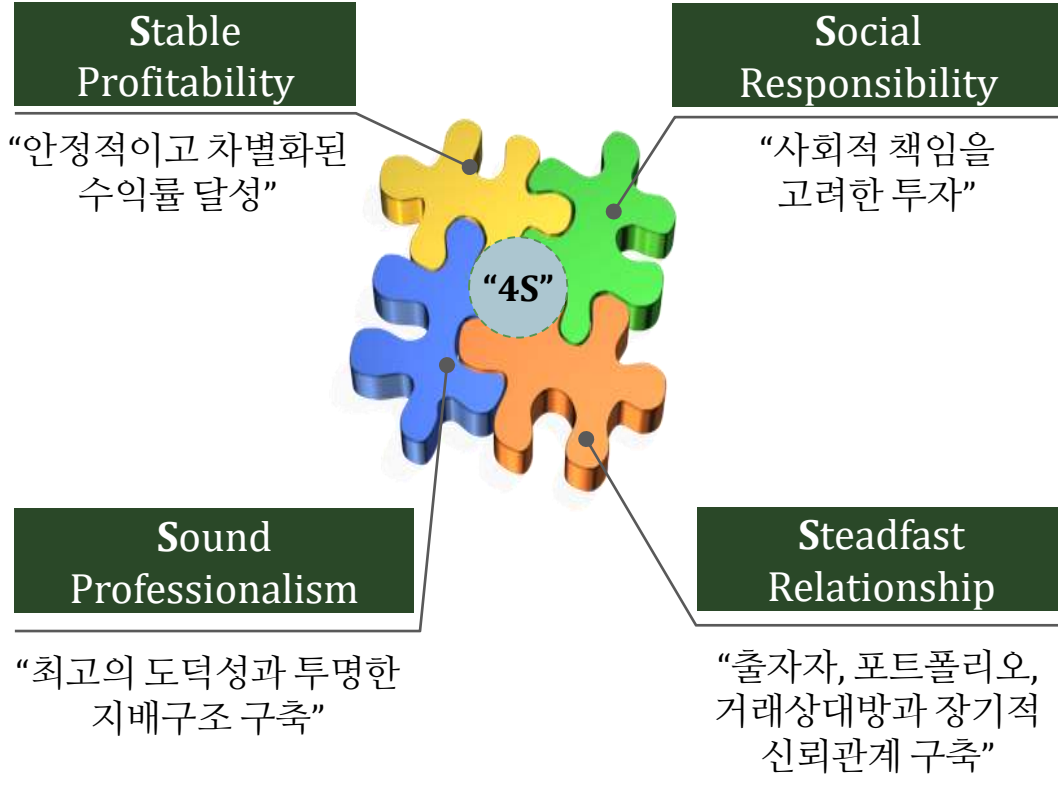 Stable
Profitability
“안정적이고 차별화된
수익률 달성”
Social
Responsibility
“사회적 책임을
고려한 투자”
“4S”
Sound
Professionalism
“최고의 도덕성과 투명한
지배구조 구축”
Steadfast
Relationship
“출자자, 포트폴리오,
거래상대방과 장기적
신뢰관계 구축”